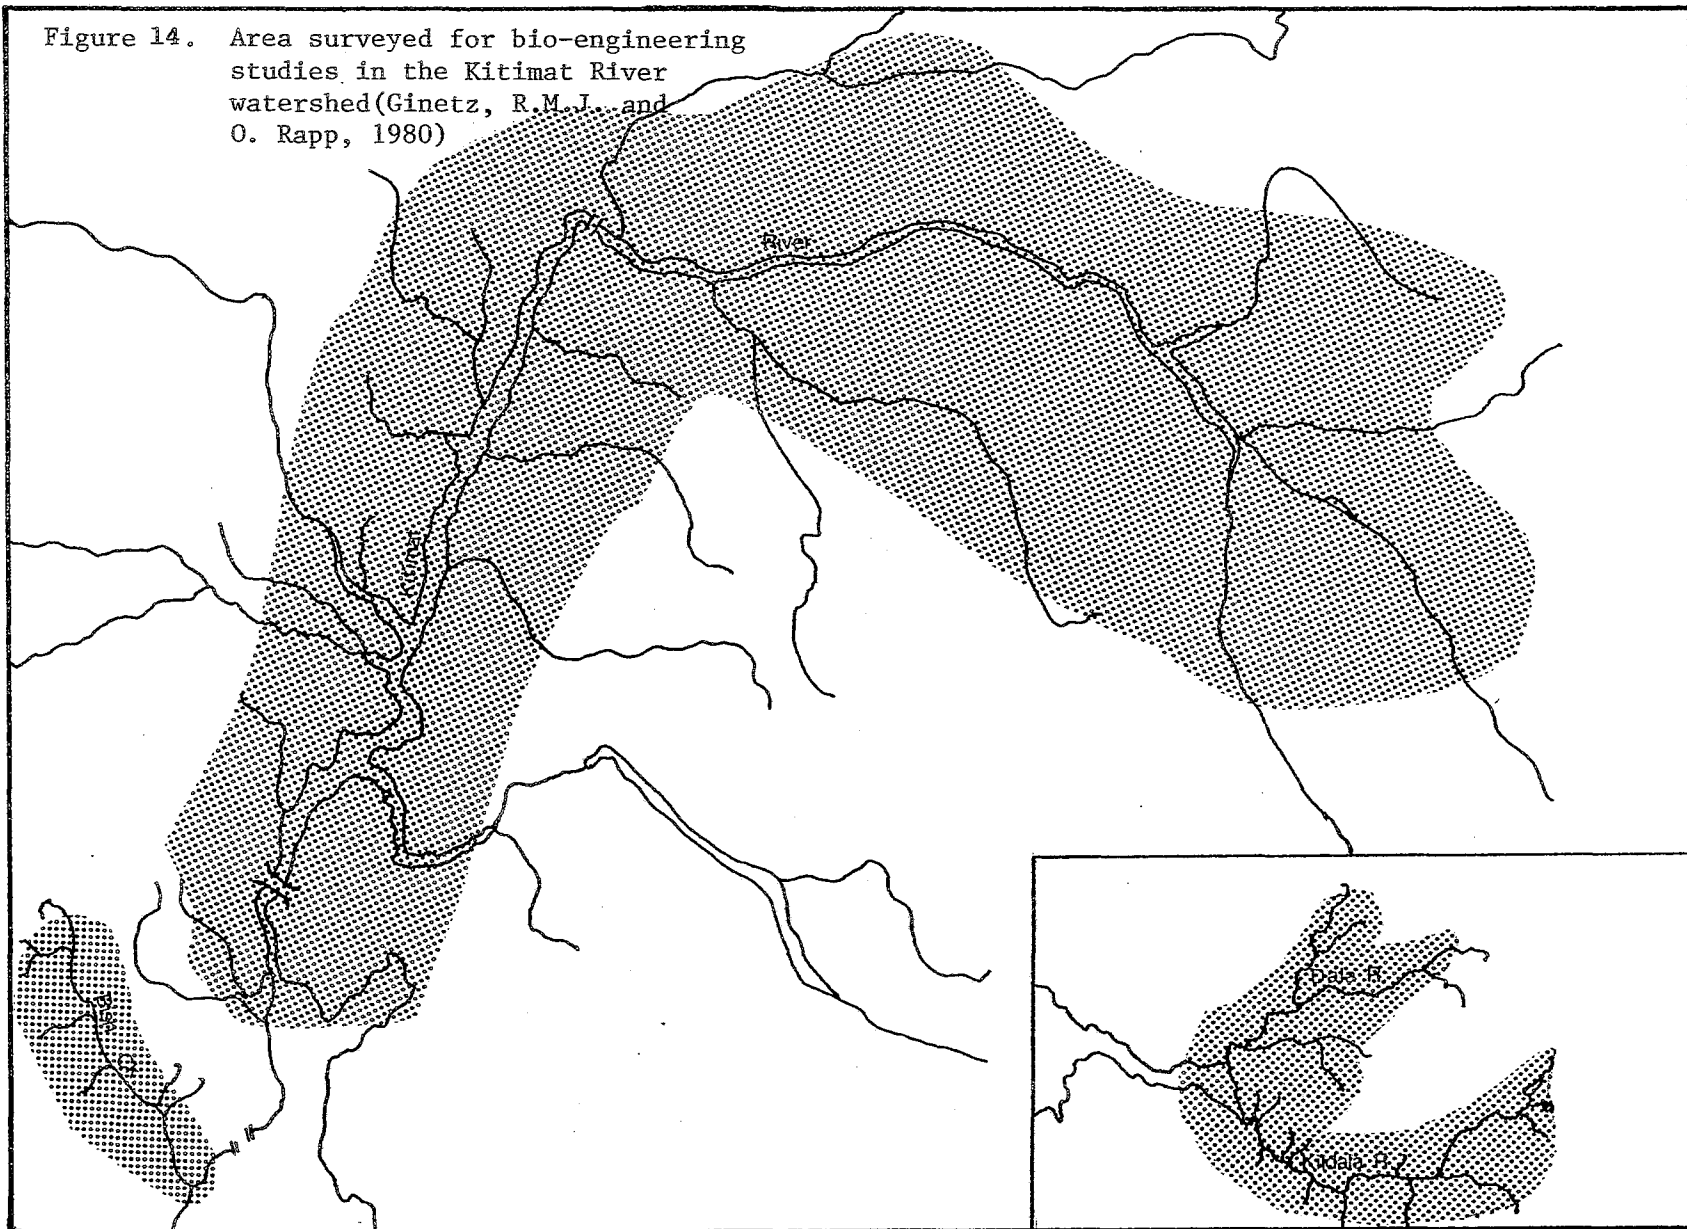 Figure 14. Area surveyed for bio-engineering
studies in the Kitimat River
watershed(Ginetz, R.M.J. and
O. Rapp, 1980)
River
Kitimat
Dala R.
Kildala R.